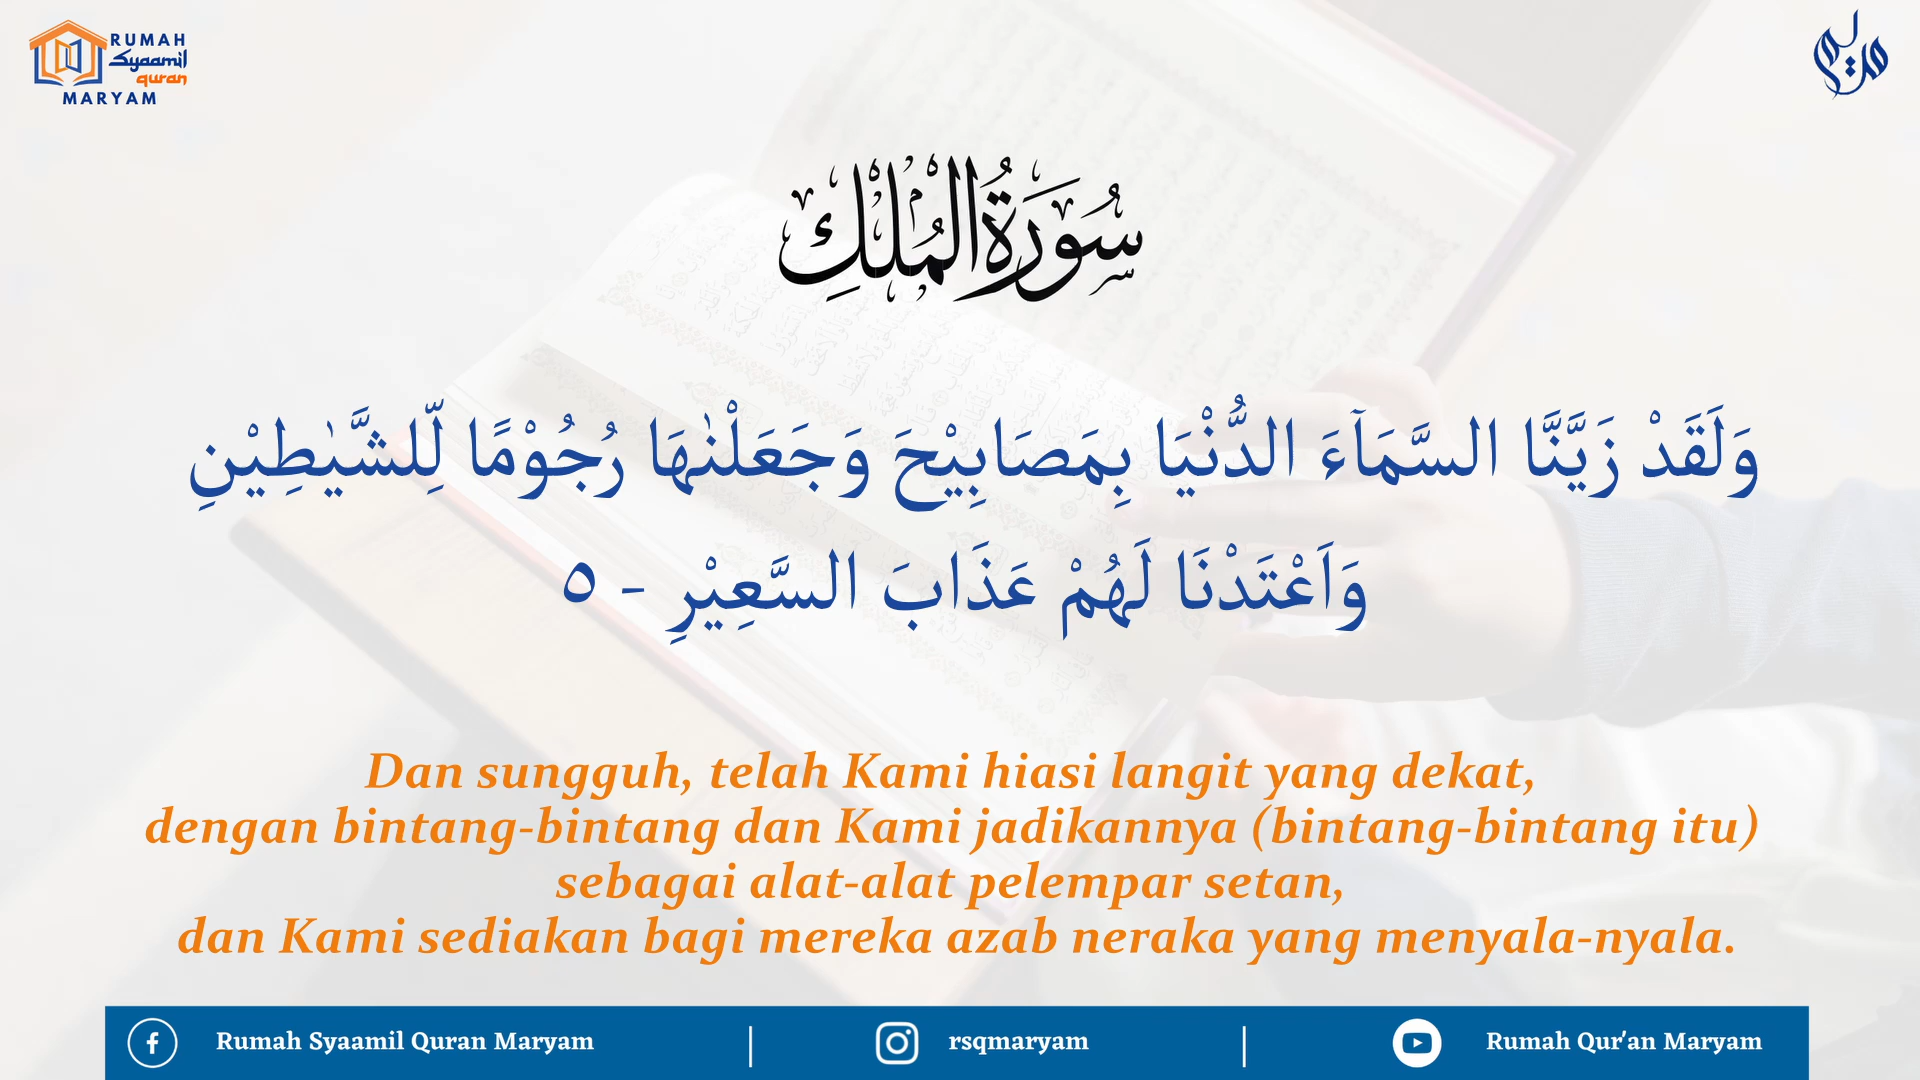 RUMAH
Syaamil
quran
MARYAM
مريم
سُورَةُ الْمُلْكِ
وَلَقَدْ زَيَّنَّا السَّمَاۤءَ الدُّنْيَا بِمَصَابِيْحَ وَجَعَلْنٰهَا رُجُوْمًا لِّلشَّيٰطِيْنِ
وَاَعْتَدْنَا لَهُمْ عَذَابَ السَّعِيْرِ - ٥
Dan sungguh, telah Kami hiasi langit yang dekat,
dengan bintang-bintang dan Kami jadikannya (bintang-bintang itu)
sebagai alat-alat pelempar setan,
dan Kami sediakan bagi mereka azab neraka yang menyala-nyala.
Rumah Syaamil Quran Maryam | rsqmaryam | Rumah Qur'an Maryam